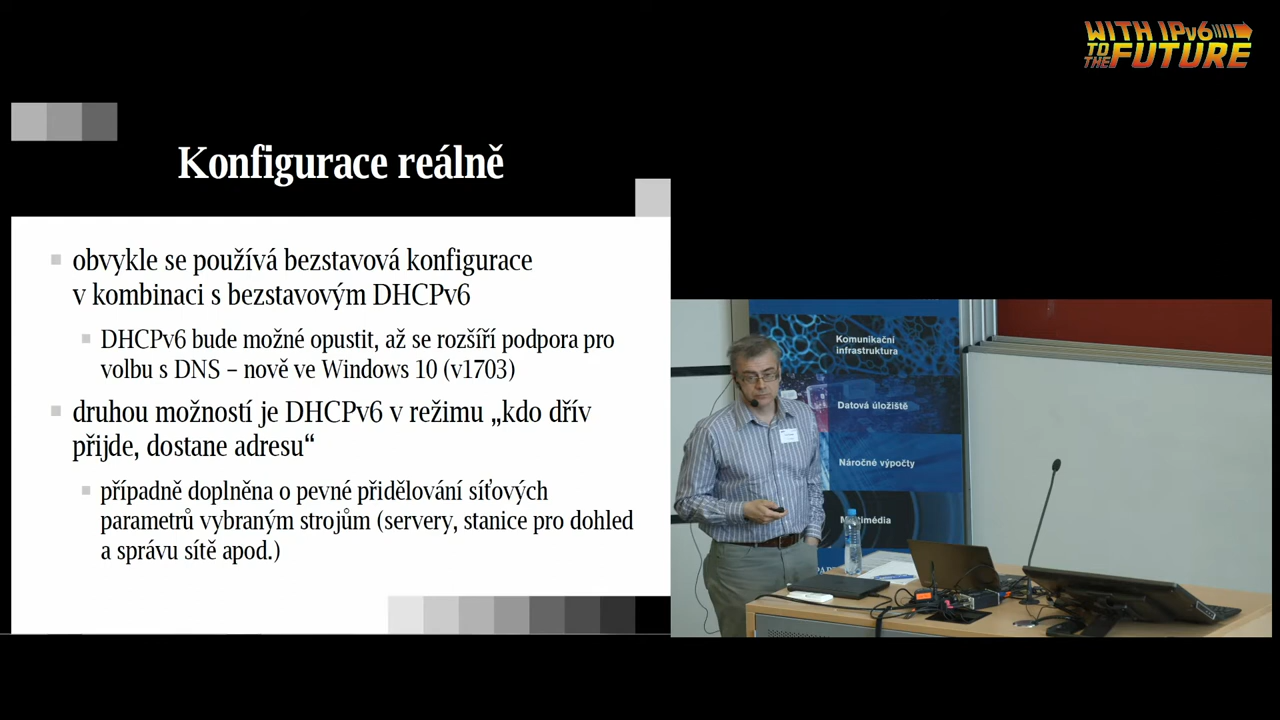 WITH IPv6
TO THE FUTURE
Konfigurace reálně
obvykle se používá bezstavová konfigurace
v kombinaci s bezstavovým DHCPv6
DHCPv6 bude možné opustit, až se rozšíří podpora pro
volbu s DNS – nově ve Windows 10 (v1703)
druhou možností je DHCPv6 v režimu „kdo dřív
přijde, dostane adresu“
případně doplněna o pevné přidělování síťových
parametrů vybraným strojům (servery, stanice pro dohled
a správu sítě apod.)
Komunikační
infrastruktura
Datová úložiště
Náročné výpočty
Multimédia